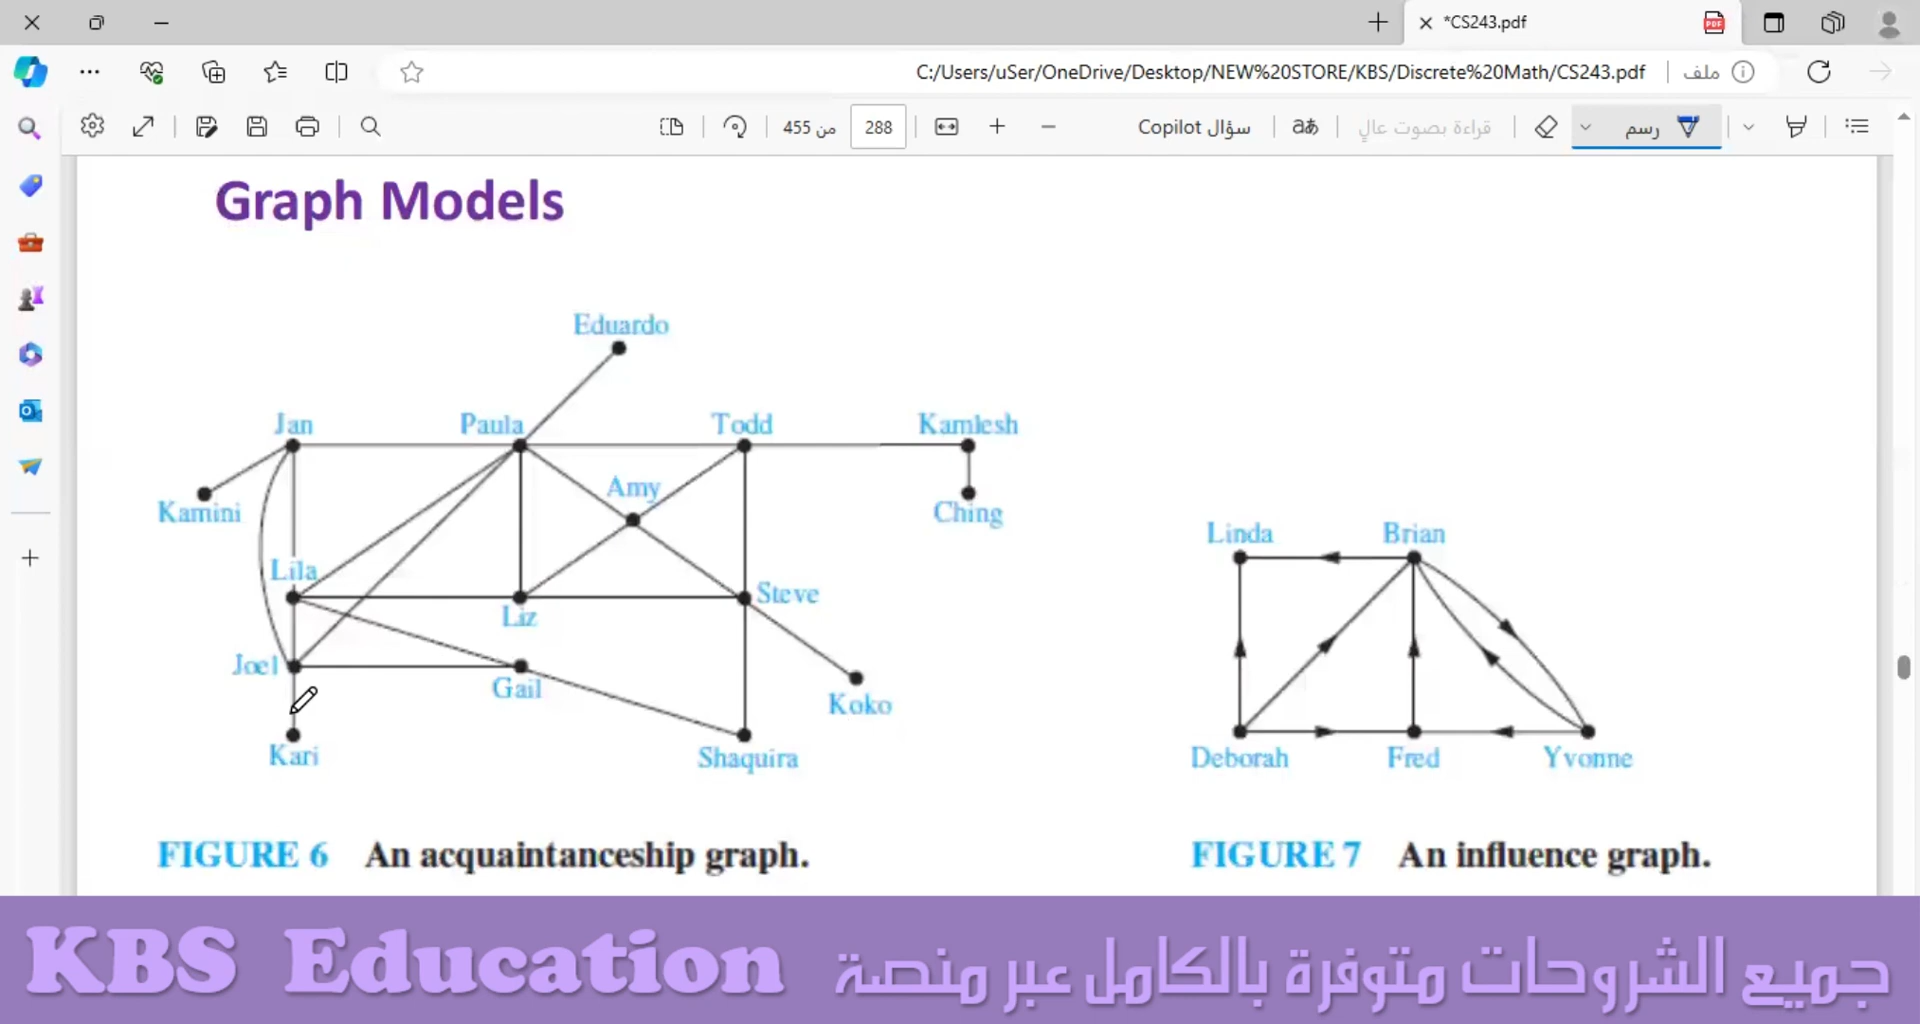 *CS243.pdf
C:/Users/uSer/OneDrive/Desktop/NEW%20STORE/KBS/Discrete%20Math/CS243.pdf
ملف
455 من
288
سؤال Copilot
aあ
قراءة بصوت عالٍ
رسم
Graph Models
Eduardo
Jan
Paula
Todd
Kamlesh
Kamini
Amy
Ching
Lila
Liz
Steve
Joel
Gail
Koko
Kari
Shaquira
FIGURE 6 An acquaintanceship graph.
Linda
Brian
Deborah
Fred
Yvonne
FIGURE 7 An influence graph.
KBS Education جميع الشروحات متوفرة بالكامل عبر منصة